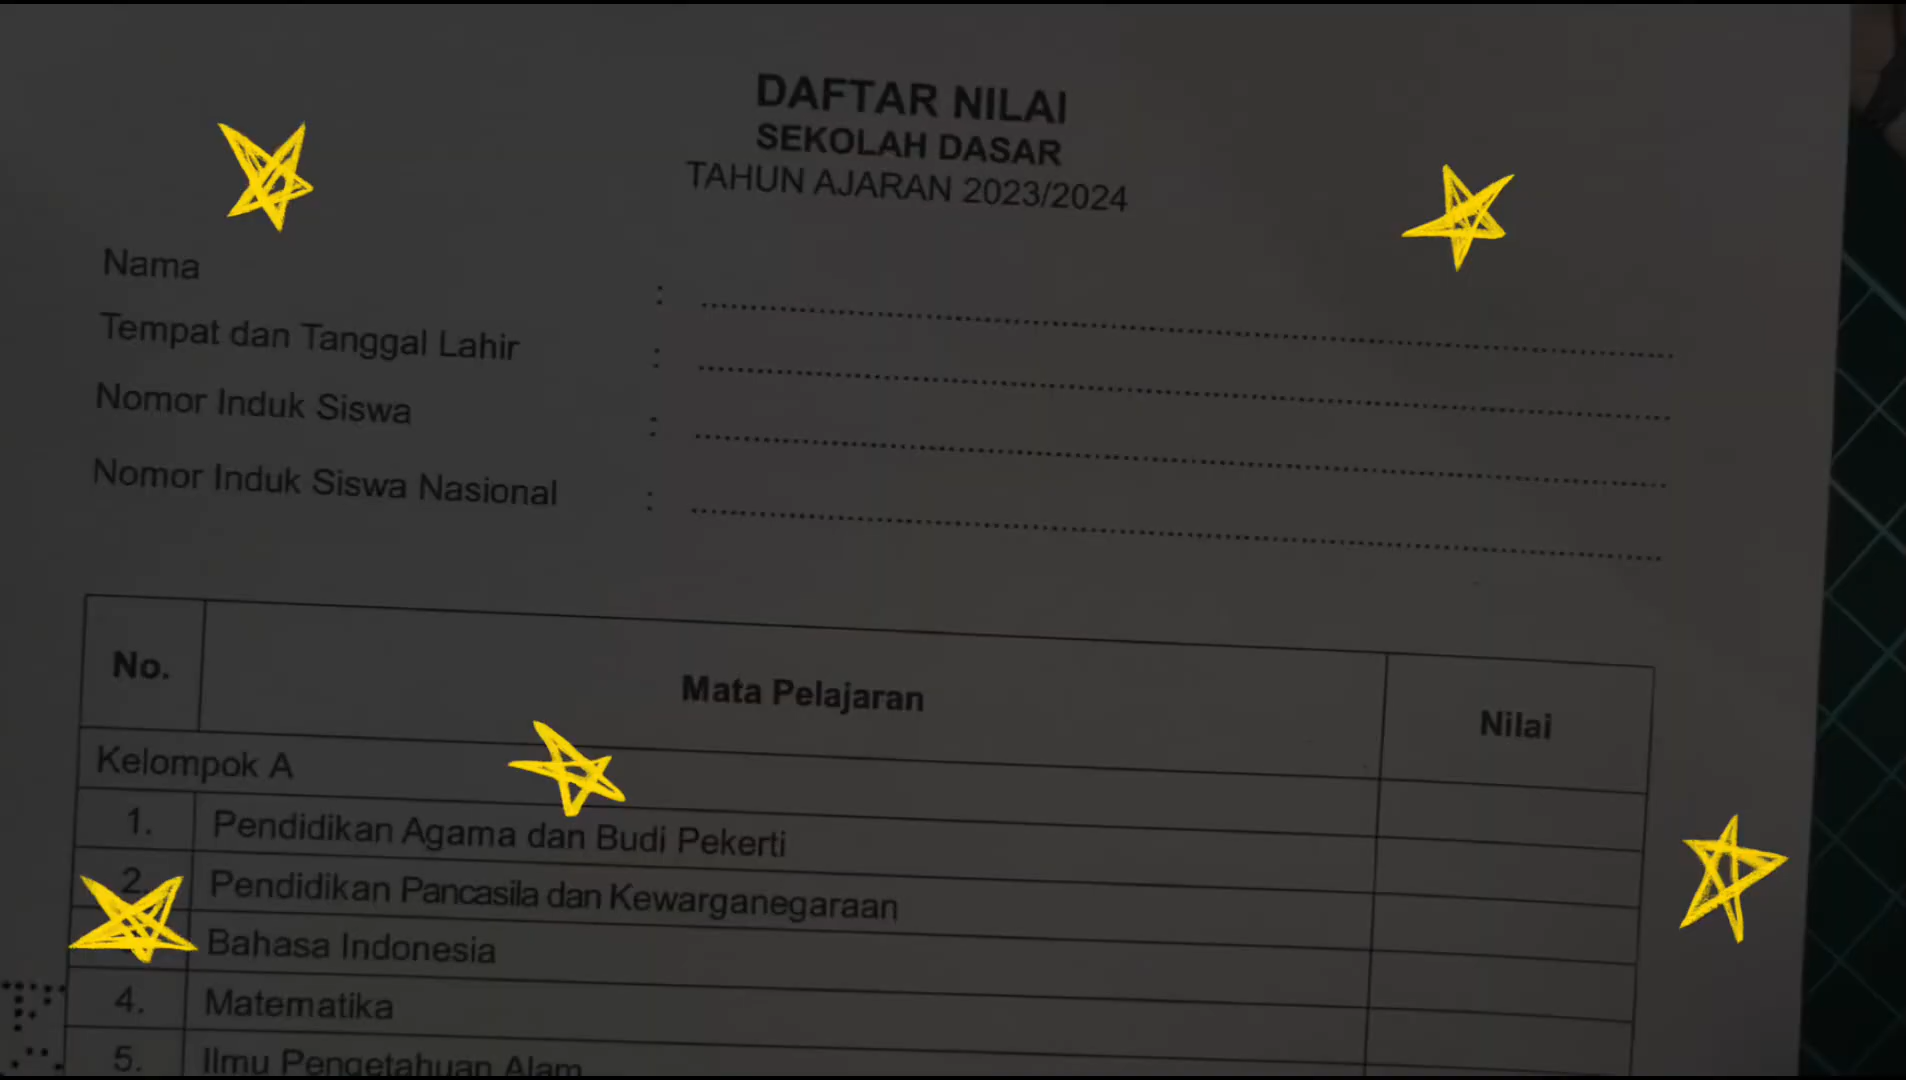 DAFTAR NILAI
SEKOLAH DASAR
TAHUN AJARAN 2023/2024
Nama :
Tempat dan Tanggal Lahir :
Nomor Induk Siswa :
Nomor Induk Siswa Nasional :
No. Mata Pelajaran Nilai
Kelompok A
1. Pendidikan Agama dan Budi Pekerti
2. Pendidikan Pancasila dan Kewarganegaraan
Bahasa Indonesia
4. Matematika
5. Ilmu Pengetahuan Alam